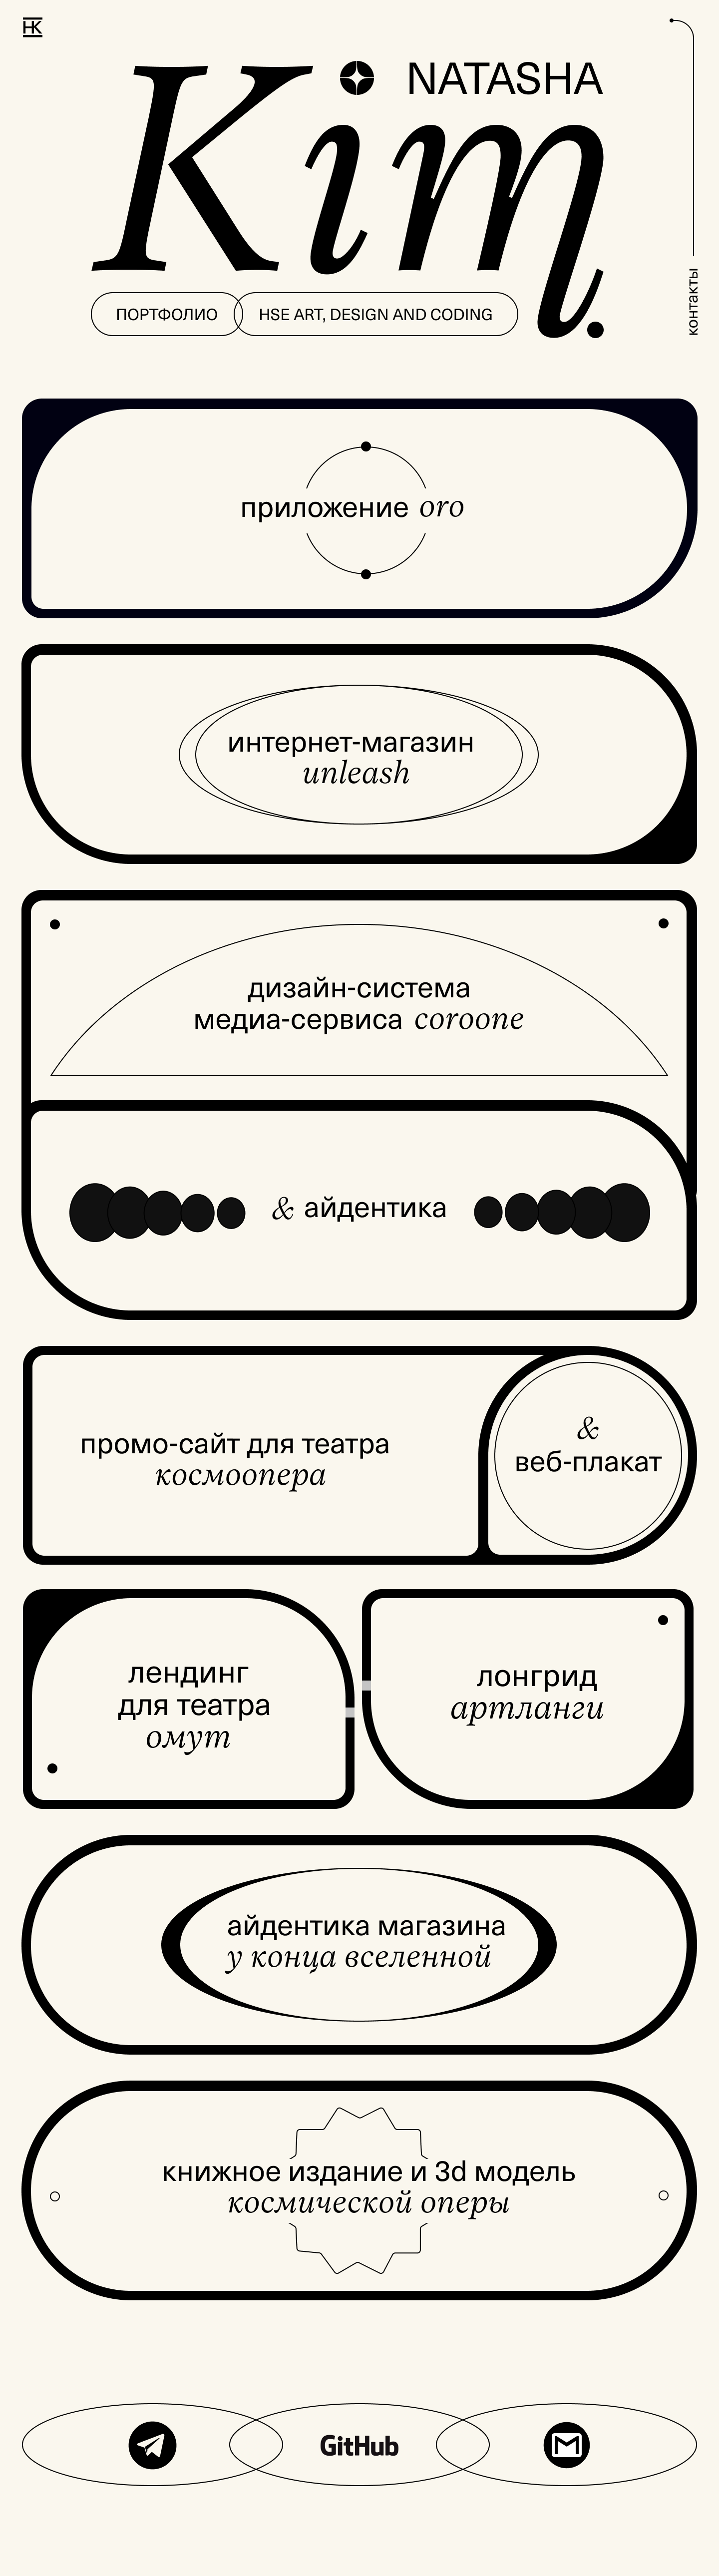 НК
NATASHA
Kim.
ПОРТФОЛИО
HSE ART, DESIGN AND CODING
контакты
приложение oro
интернет-магазин
unleash
дизайн-система
медиа-сервиса coroone
& айдентика
промо-сайт для театра
космоопера
&
веб-плакат
лендинг
для театра
омут
лонгрид
артланги
айдентика магазина
у конца вселенной
книжное издание и 3d модель
космической оперы
GitHub